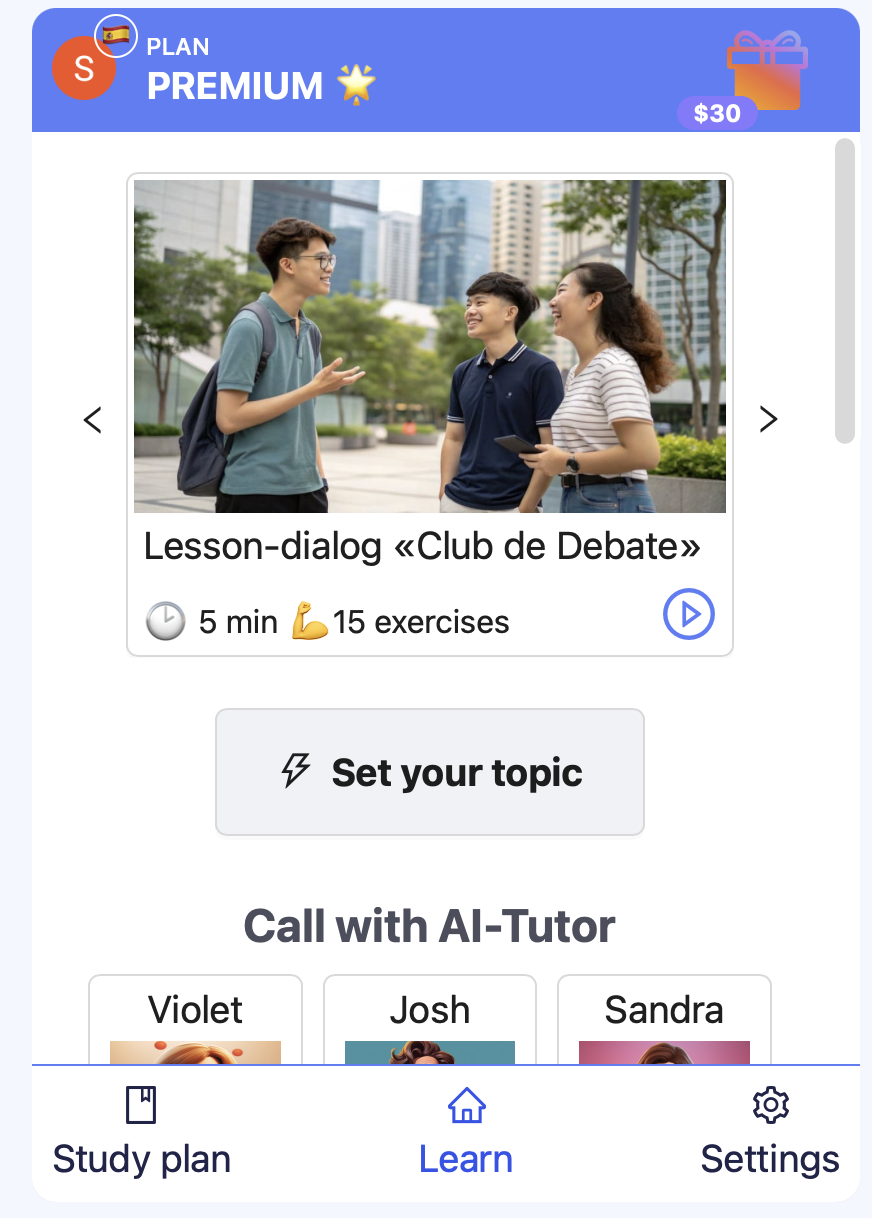 S
PLAN
PREMIUM
$30
Lesson-dialog «Club de Debate»
5 min 15 exercises
Set your topic
Call with AI-Tutor
Violet
Josh
Sandra
Study plan
Learn
Settings